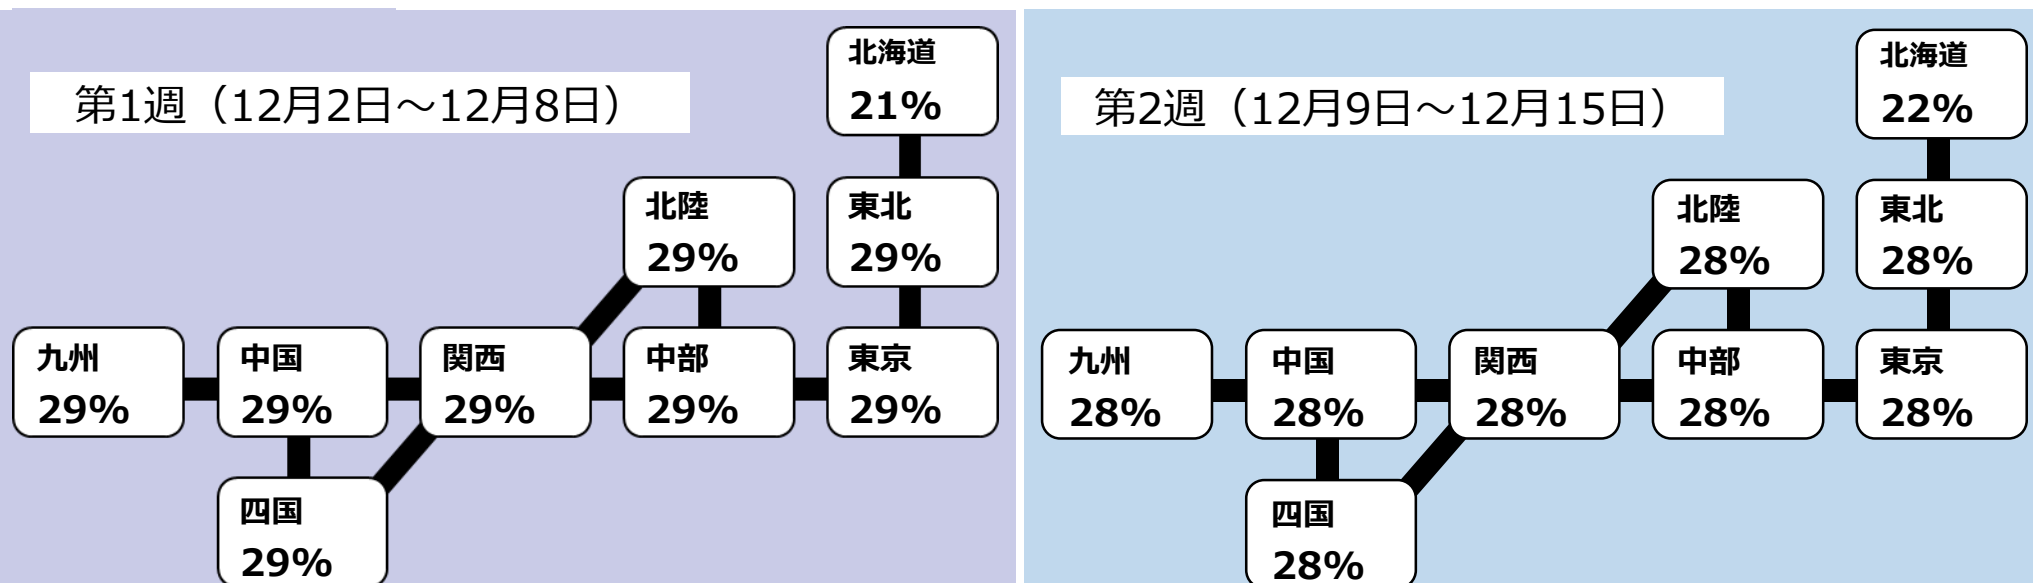 第1週（12月2日～12月8日）
北海道
21%
北陸
29%
東北
29%
九州
29%
中国
29%
関西
29%
中部
29%
東京
29%
四国
29%
第2週（12月9日～12月15日）
北海道
22%
北陸
28%
東北
28%
九州
28%
中国
28%
関西
28%
中部
28%
東京
28%
四国
28%